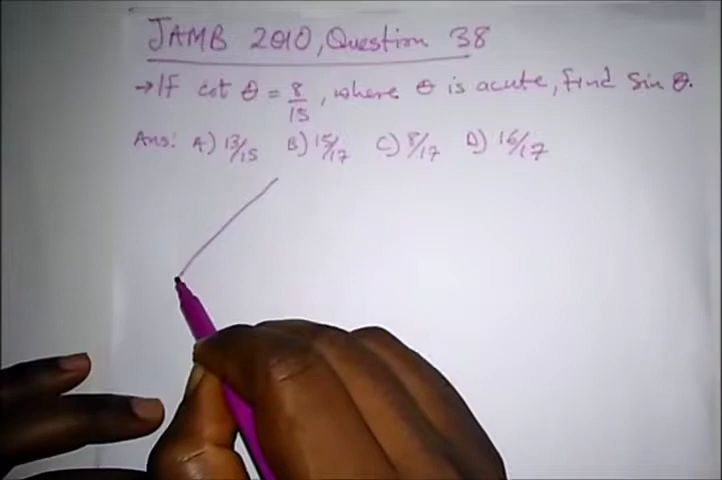 JAMB 2010, Question 38
→ If cot θ = 8/15, where θ is acute, find Sin θ.
Ans: A) 13/15 B) 15/17 C) 8/17 D) 16/17